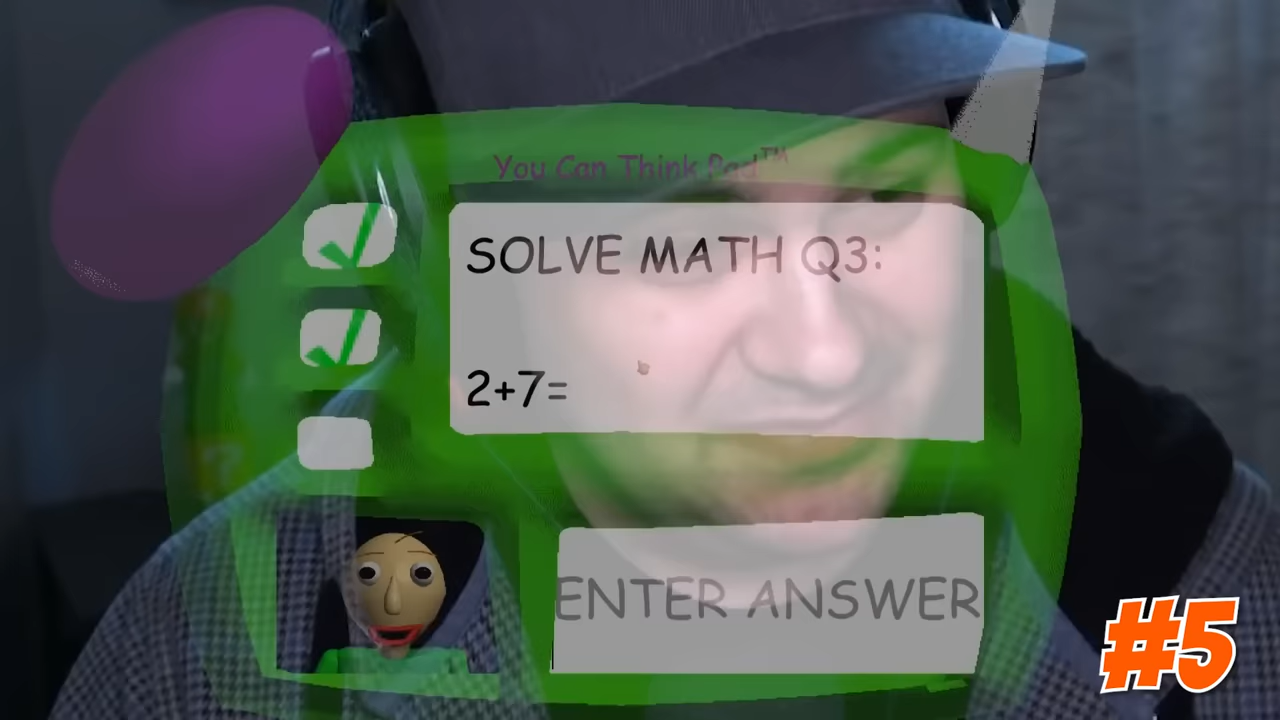 You Can Think Pad™
SOLVE MATH Q3:
2+7=
ENTER ANSWER
#5